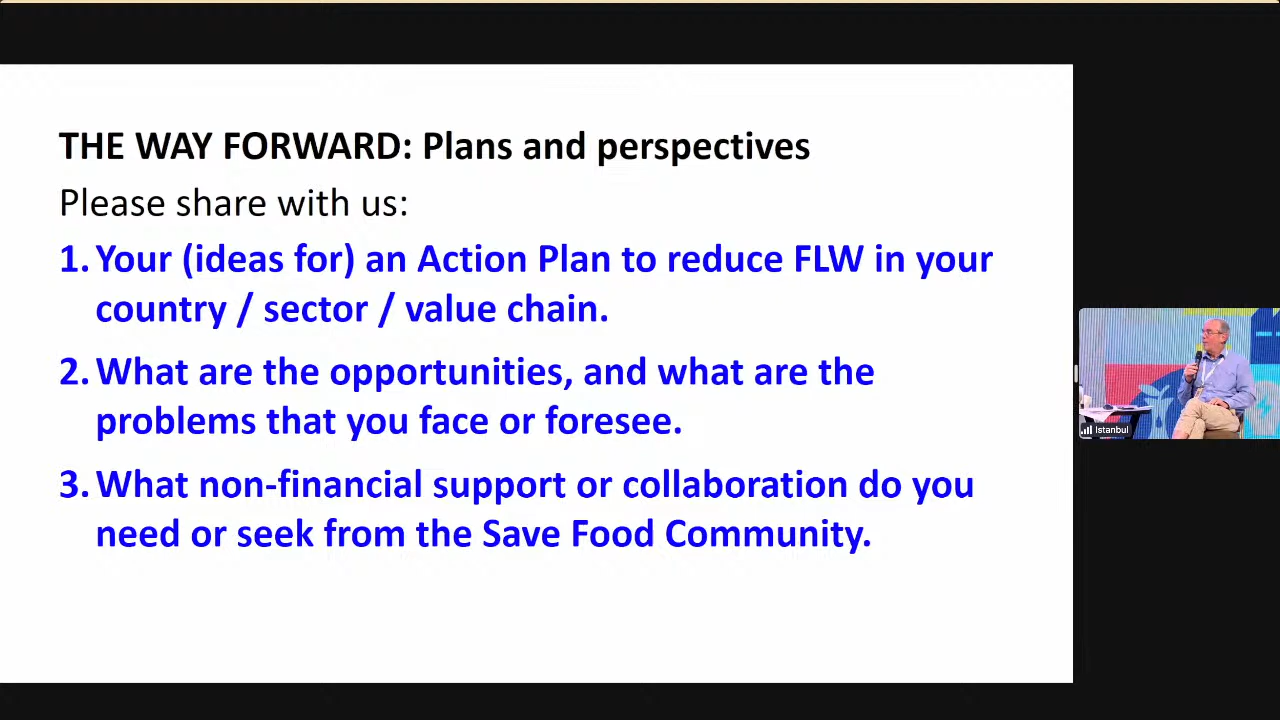 THE WAY FORWARD: Plans and perspectives
Please share with us:
1. Your (ideas for) an Action Plan to reduce FLW in your
country / sector / value chain.
2. What are the opportunities, and what are the
problems that you face or foresee.
3. What non-financial support or collaboration do you
need or seek from the Save Food Community.
Istanbul